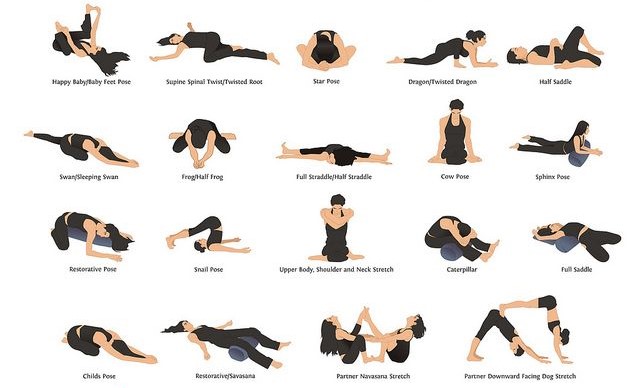 Happy Baby/Baby Feet Pose
Supine Spinal Twist/Twisted Root
Star Pose
Dragon/Twisted Dragon
Half Saddle
Swan/Sleeping Swan
Frog/Half Frog
Full Straddle/Half Straddle
Cow Pose
Sphinx Pose
Restorative Pose
Snail Pose
Upper Body, Shoulder and Neck Stretch
Caterpillar
Full Saddle
Childs Pose
Restorative/Savasana
Partner Navasana Stretch
Partner Downward Facing Dog Stretch